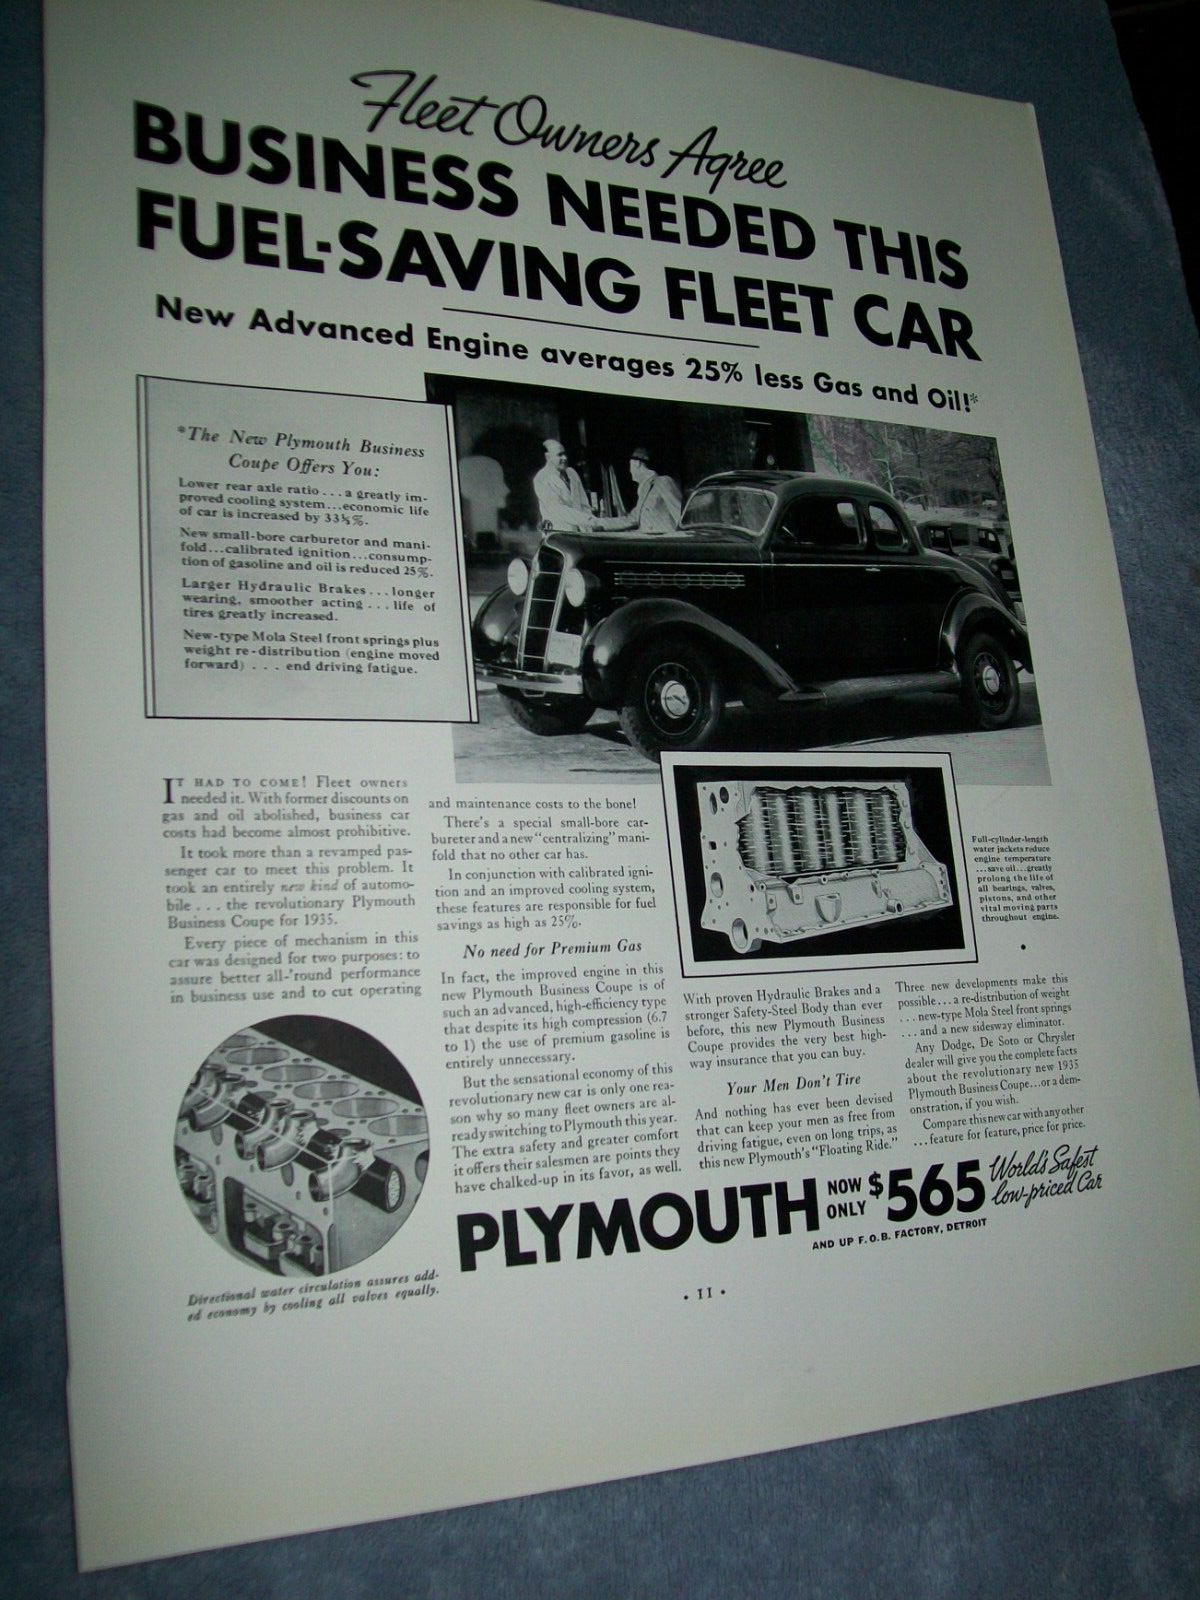 Fleet Owners Agree
BUSINESS NEEDED THIS
FUEL-SAVING FLEET CAR
New Advanced Engine averages 25% less Gas and Oil!*
*The New Plymouth Business
Coupe Offers You:
Lower rear axle ratio . . . a greatly im-
proved cooling system...economic life
of car is increased by 33⅓%.
New small-bore carburetor and mani-
fold...calibrated ignition...consump-
tion of gasoline and oil is reduced 25%.
Larger Hydraulic Brakes . . . longer
wearing, smoother acting . . . life of
tires greatly increased.
New-type Mola Steel front springs plus
weight re-distribution (engine moved
forward) . . . end driving fatigue.
IT HAD TO COME! Fleet owners
needed it. With former discounts on
gas and oil abolished, business car
costs had become almost prohibitive.
It took more than a revamped pas-
senger car to meet this problem. It
took an entirely new kind of automo-
bile . . . the revolutionary Plymouth
Business Coupe for 1935.
Every piece of mechanism in this
car was designed for two purposes: to
assure better all-'round performance
in business use and to cut operating
Directional water circulation assures add-
ed economy by cooling all valves equally.
and maintenance costs to the bone!
There's a special small-bore car-
bureter and a new "centralizing" mani-
fold that no other car has.
In conjunction with calibrated igni-
tion and an improved cooling system,
these features are responsible for fuel
savings as high as 25%.
No need for Premium Gas
In fact, the improved engine in this
new Plymouth Business Coupe is of
such an advanced, high-efficiency type
that despite its high compression (6.7
to 1) the use of premium gasoline is
entirely unnecessary.
But the sensational economy of this
revolutionary new car is only one rea-
son why so many fleet owners are al-
ready switching to Plymouth this year.
The extra safety and greater comfort
it offers their salesmen are points they
have chalked-up in its favor, as well.
Full-cylinder-length
water jackets reduce
engine temperature
. . . save oil . . . greatly
prolong the life of
all bearings, valves,
pistons, and other
vital moving parts
throughout engine.
With proven Hydraulic Brakes and a
stronger Safety-Steel Body than ever
before, this new Plymouth Business
Coupe provides the very best high-
way insurance that you can buy.
Your Men Don't Tire
And nothing has ever been devised
that can keep your men as free from
driving fatigue, even on long trips, as
this new Plymouth's "Floating Ride."
Three new developments make this
possible . . . a re-distribution of weight
. . . new-type Mola Steel front springs
. . . and a new sidesway eliminator.
Any Dodge, De Soto or Chrysler
dealer will give you the complete facts
about the revolutionary new 1935
Plymouth Business Coupe...or a dem-
onstration, if you wish.
Compare this new car with any other
. . . feature for feature, price for price.
PLYMOUTH NOW ONLY $565
AND UP F.O.B. FACTORY, DETROIT
World's Safest
low-priced Car
• 11 •